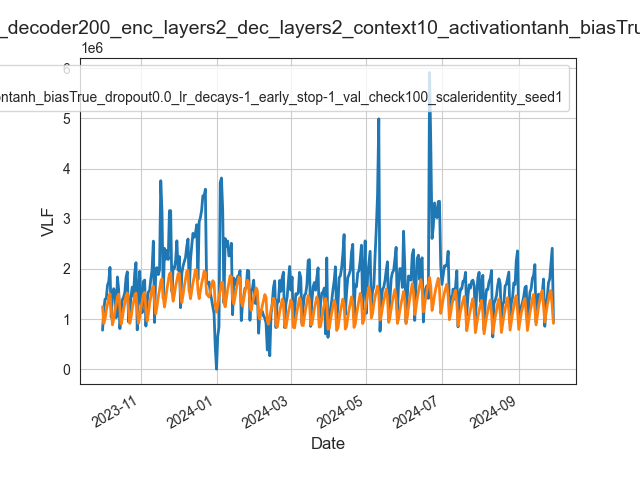 _decoder200_enc_layers2_dec_layers2_context10_activationtanh_biasTru
1e6
ontanh_biasTrue_dropout0.0_lr_decays-1_early_stop-1_val_check100_scaleridentity_seed1
6
5
4
3
2
1
0
VLF
2023-11
2024-01
2024-03
2024-05
2024-07
2024-09
Date